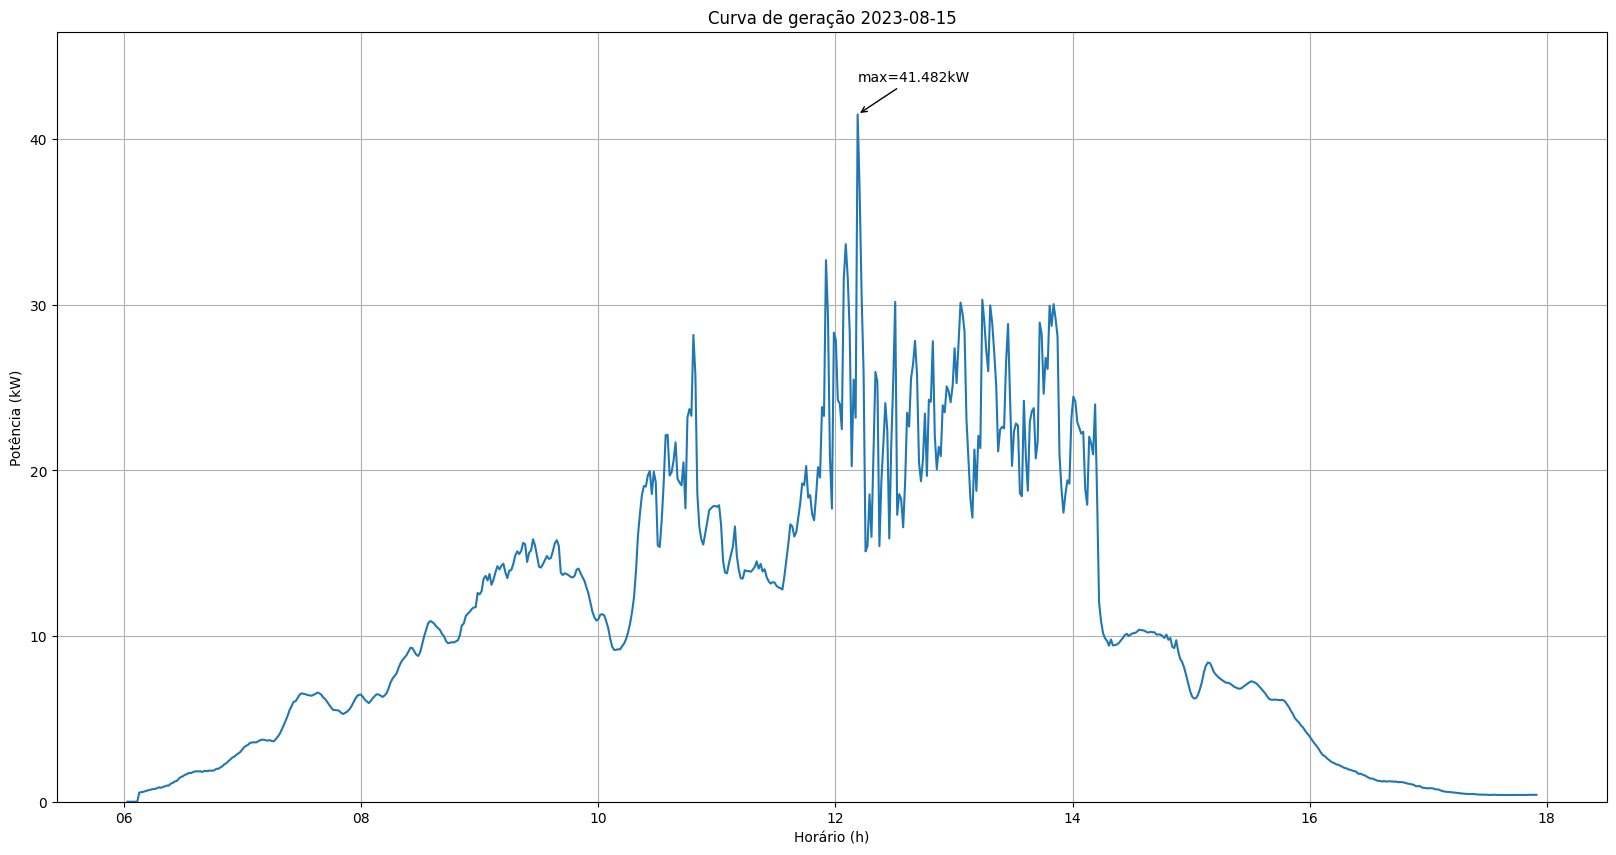 Curva de geração 2023-08-15
max=41.482kW
Potência (kW)
40
30
20
10
0
06 08 10 12 14 16 18
Horário (h)